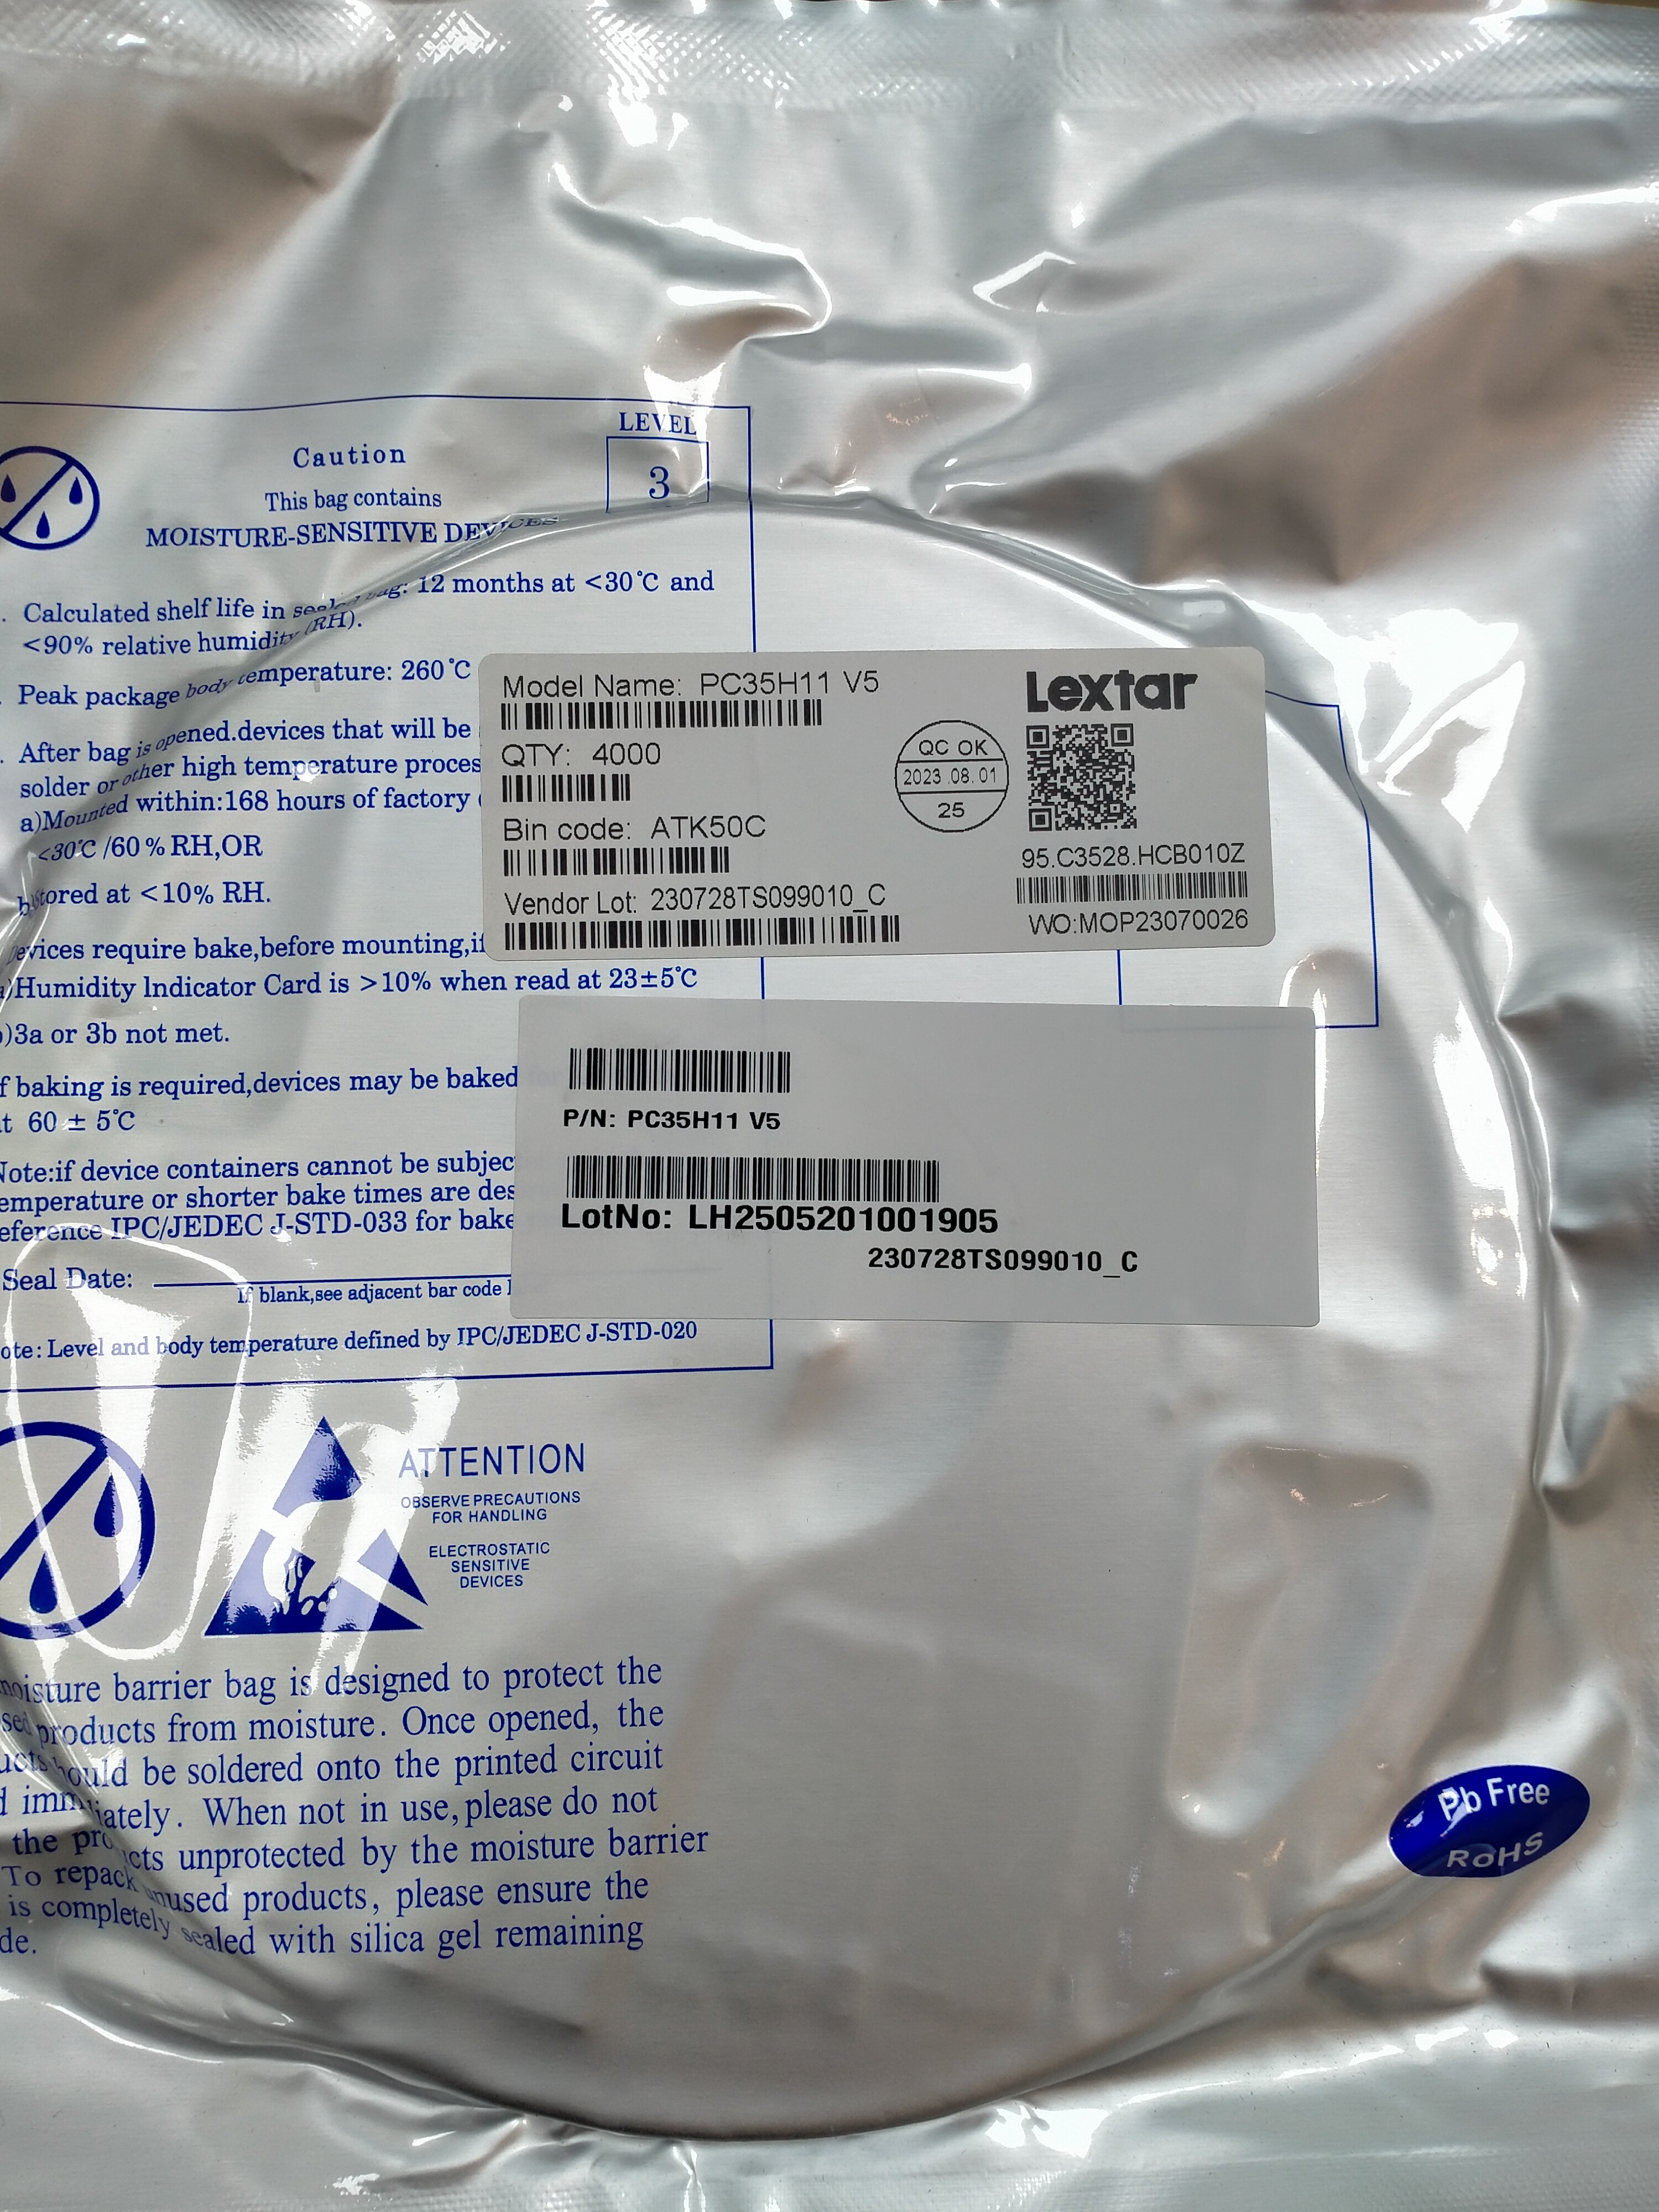 LEVEL
3
Caution
This bag contains
MOISTURE-SENSITIVE DEVICES
. Calculated shelf life in sealed bag: 12 months at <30℃ and
<90% relative humidity (RH).
. Peak package body temperature: 260℃
. After bag is opened.devices that will be
solder or other high temperature proces
a)Mounted within:168 hours of factory
<30℃/60% RH,OR
b)stored at <10% RH.
Devices require bake,before mounting,if
)Humidity Indicator Card is >10% when read at 23±5℃
)3a or 3b not met.
f baking is required,devices may be baked
t 60 ± 5℃
Note:if device containers cannot be subjec
emperature or shorter bake times are des
eference IPC/JEDEC J-STD-033 for bake
Seal Date:
If blank,see adjacent bar code
ote: Level and body temperature defined by IPC/JEDEC J-STD-020
Model Name: PC35H11 V5
QTY: 4000
Bin code: ATK50C
Vendor Lot: 230728TS099010_C
Lextar
QC OK
2023.08.01
25
95.C3528.HCB010Z
WO:MOP23070026
P/N: PC35H11 V5
LotNo: LH2505201001905
230728TS099010_C
ATTENTION
OBSERVE PRECAUTIONS
FOR HANDLING
ELECTROSTATIC
SENSITIVE
DEVICES
moisture barrier bag is designed to protect the
sed products from moisture. Once opened, the
ucts should be soldered onto the printed circuit
d immediately. When not in use,please do not
the products unprotected by the moisture barrier
To repack unused products, please ensure the
is completely sealed with silica gel remaining
de.
Pb Free
RoHS